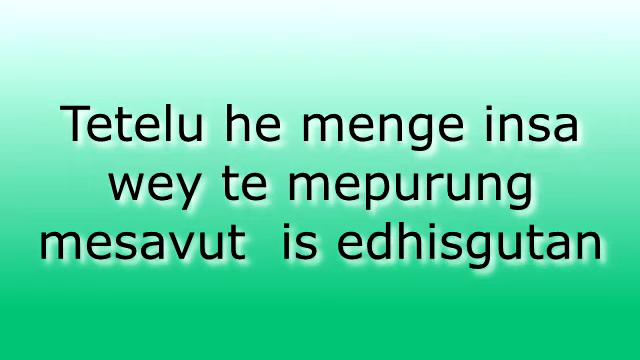 Tetelu he menge insa
wey te mepurung
mesavut  is edhisgutan